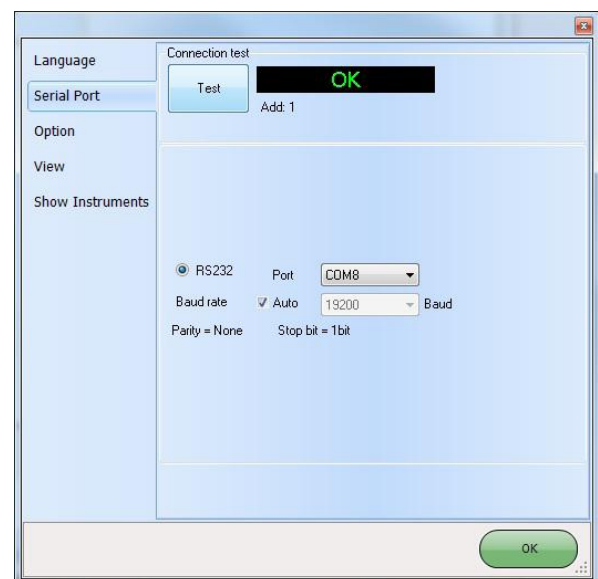 Language
Serial Port
Option
View
Show Instruments
Connection test
Test
OK
Add: 1
RS232 Port COM8
Baud rate Auto 19200 Baud
Parity = None Stop bit = 1bit
OK